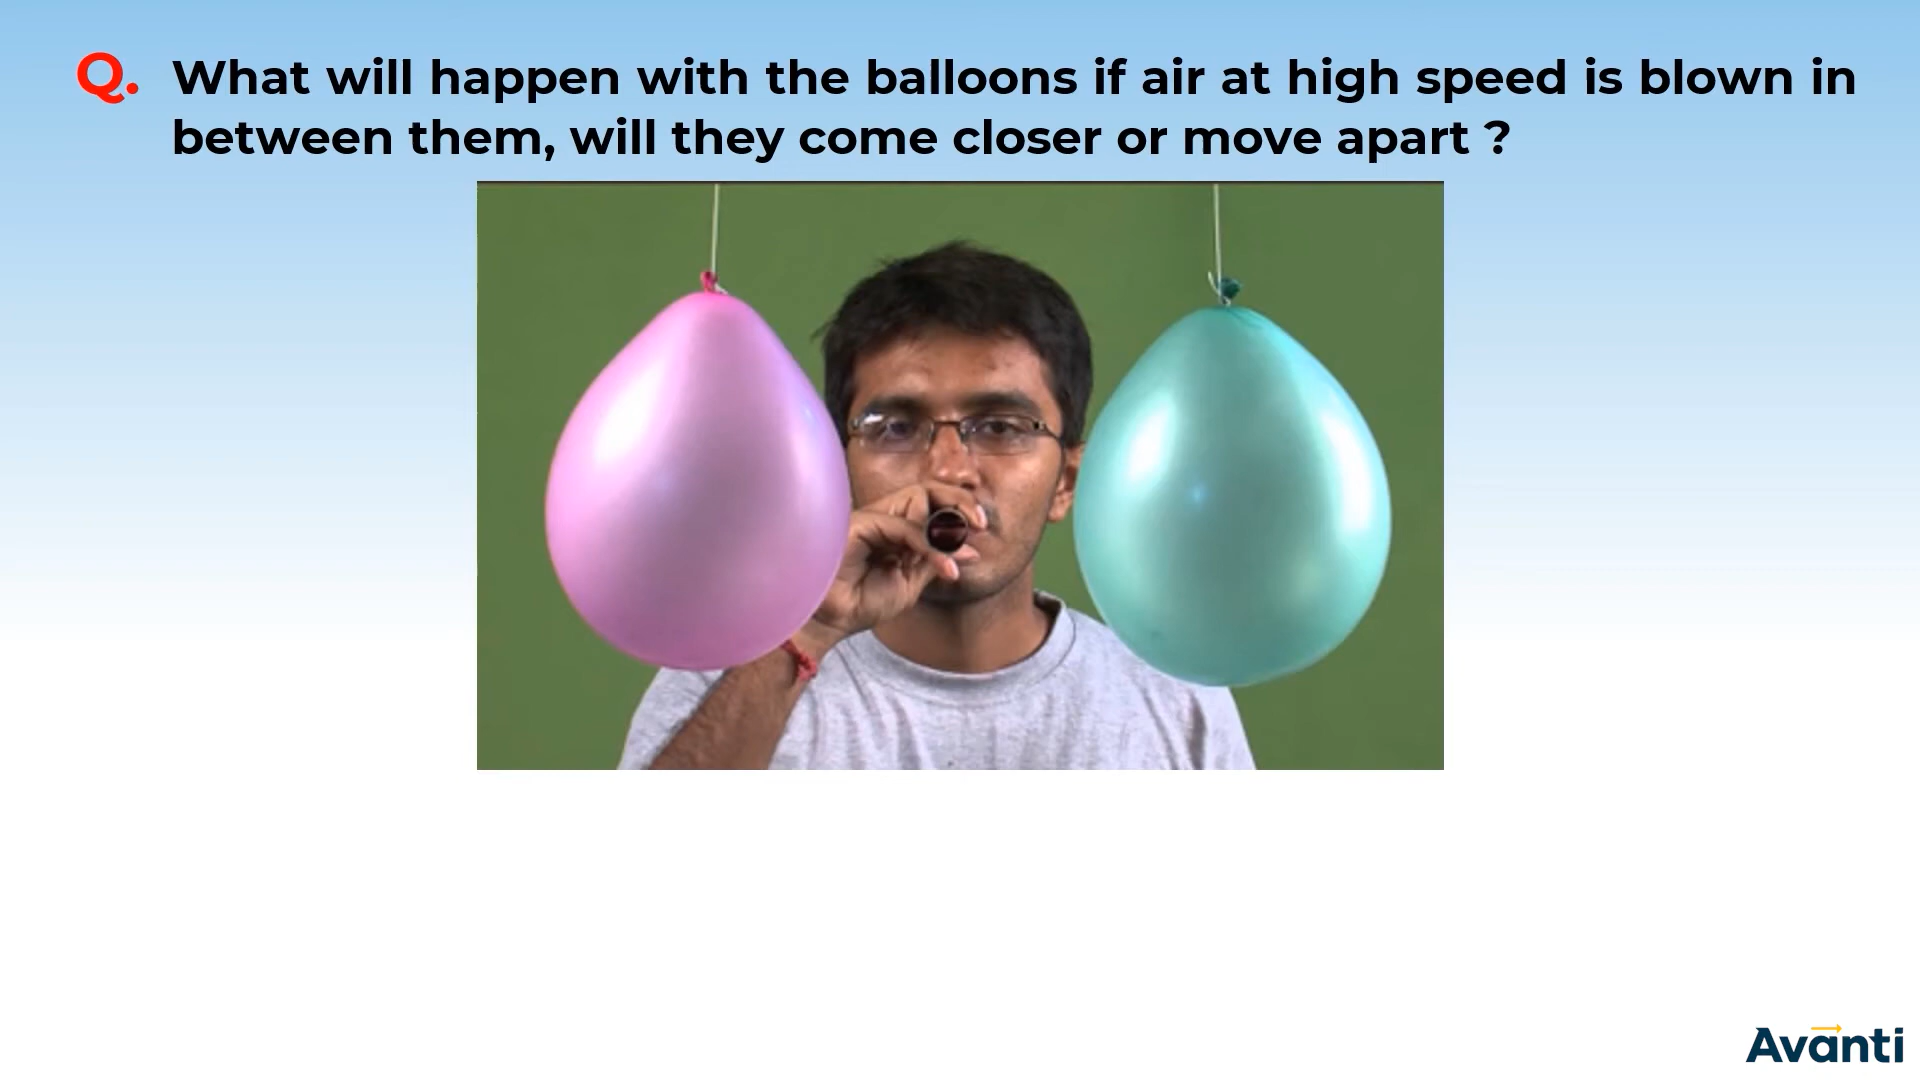 Q. What will happen with the balloons if air at high speed is blown in
between them, will they come closer or move apart ?
Avanti